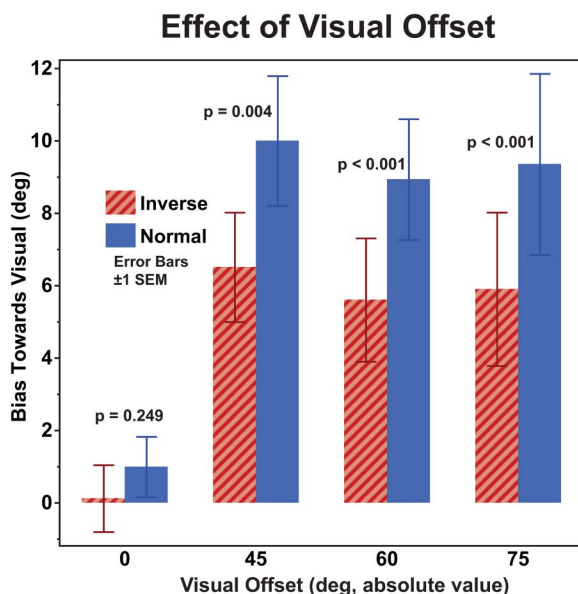 Effect of Visual Offset
Bias Towards Visual (deg)
12
10
8
6
4
2
0
p = 0.004
p < 0.001
p < 0.001
p = 0.249
Inverse
Normal
Error Bars
±1 SEM
0 45 60 75
Visual Offset (deg, absolute value)